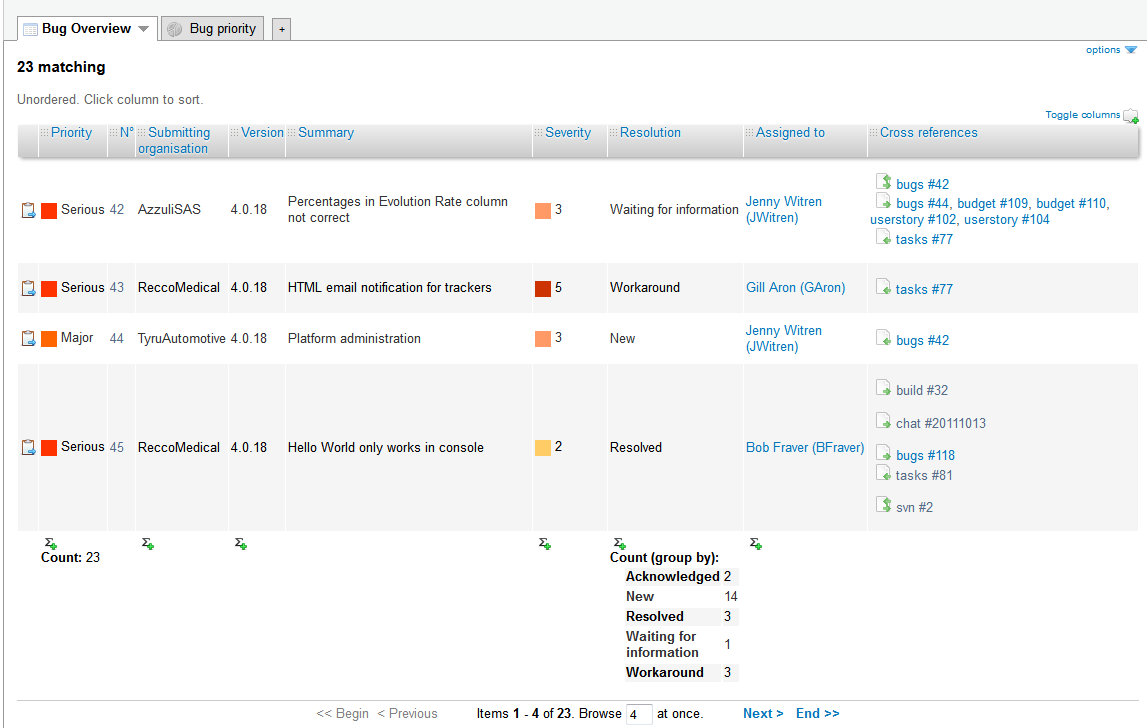 Bug Overview Bug priority +
options
23 matching
Unordered. Click column to sort.
Toggle columns
Priority N° Submitting organisation Version Summary Severity Resolution Assigned to Cross references
Serious 42 AzzuliSAS 4.0.18 Percentages in Evolution Rate column not correct 3 Waiting for information Jenny Witren (JWitren)
bugs #42
bugs #44, budget #109, budget #110,
userstory #102, userstory #104
tasks #77
Serious 43 ReccoMedical 4.0.18 HTML email notification for trackers 5 Workaround Gill Aron (GAron) tasks #77
Major 44 TyruAutomotive 4.0.18 Platform administration 3 New Jenny Witren (JWitren) bugs #42
Serious 45 ReccoMedical 4.0.18 Hello World only works in console 2 Resolved Bob Fraver (BFraver)
build #32
chat #20111013
bugs #118
tasks #81
svn #2
Σ Σ Σ Σ Σ Σ
Count: 23 Count (group by):
Acknowledged 2
New 14
Resolved 3
Waiting for information 1
Workaround 3
<< Begin < Previous Items 1 - 4 of 23. Browse 4 at once. Next > End >>